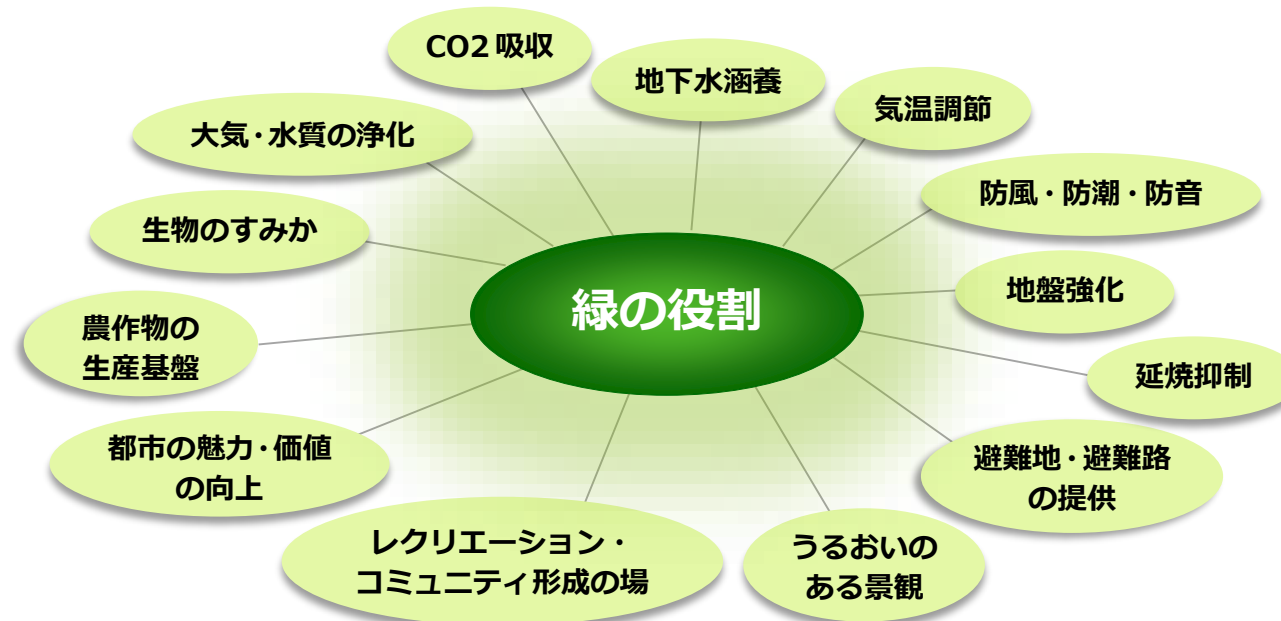 CO2 吸収
地下水涵養
気温調節
大気・水質の浄化
防風・防潮・防音
生物のすみか
地盤強化
緑の役割
農作物の
生産基盤
延焼抑制
都市の魅力・価値
の向上
避難地・避難路
の提供
レクリエーション・
コミュニティ形成の場
うるおいの
ある景観